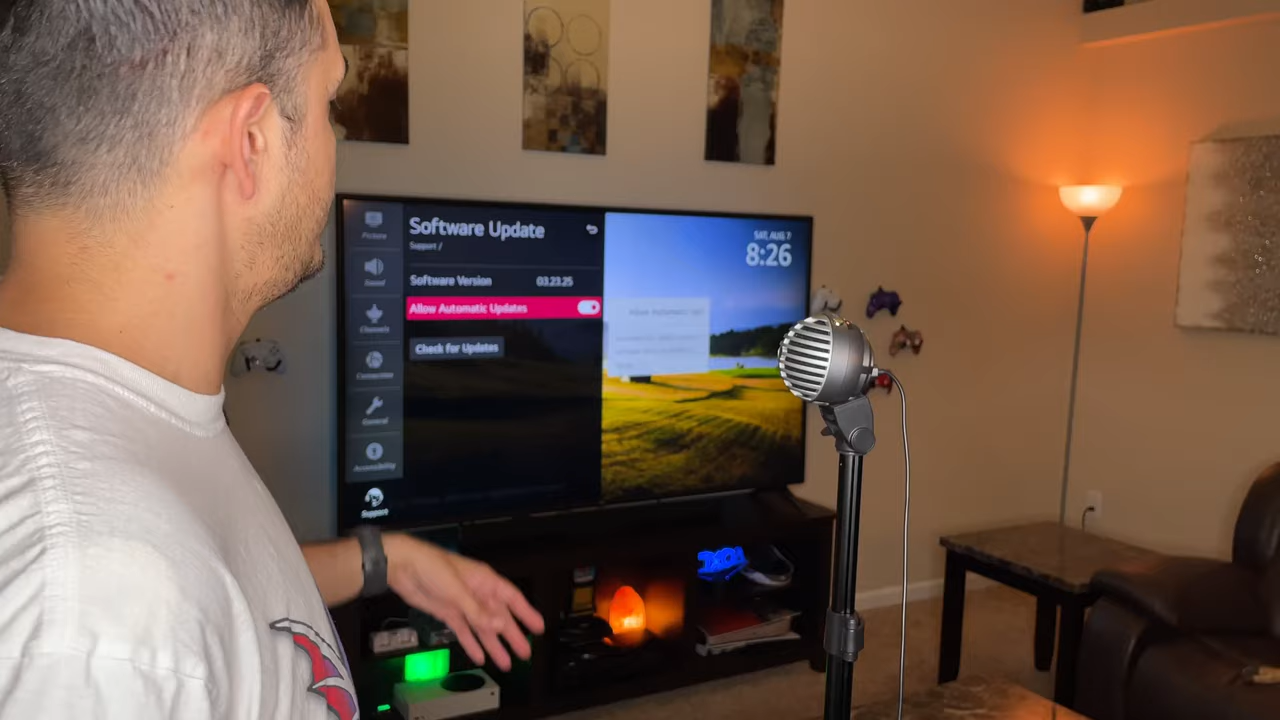 Picture
Sound
Channels
Connection
General
Accessibility
Support
Software Update
Support /
Software Version 03.23.25
Allow Automatic Updates
Check for Updates
SAT, AUG 7
8:26